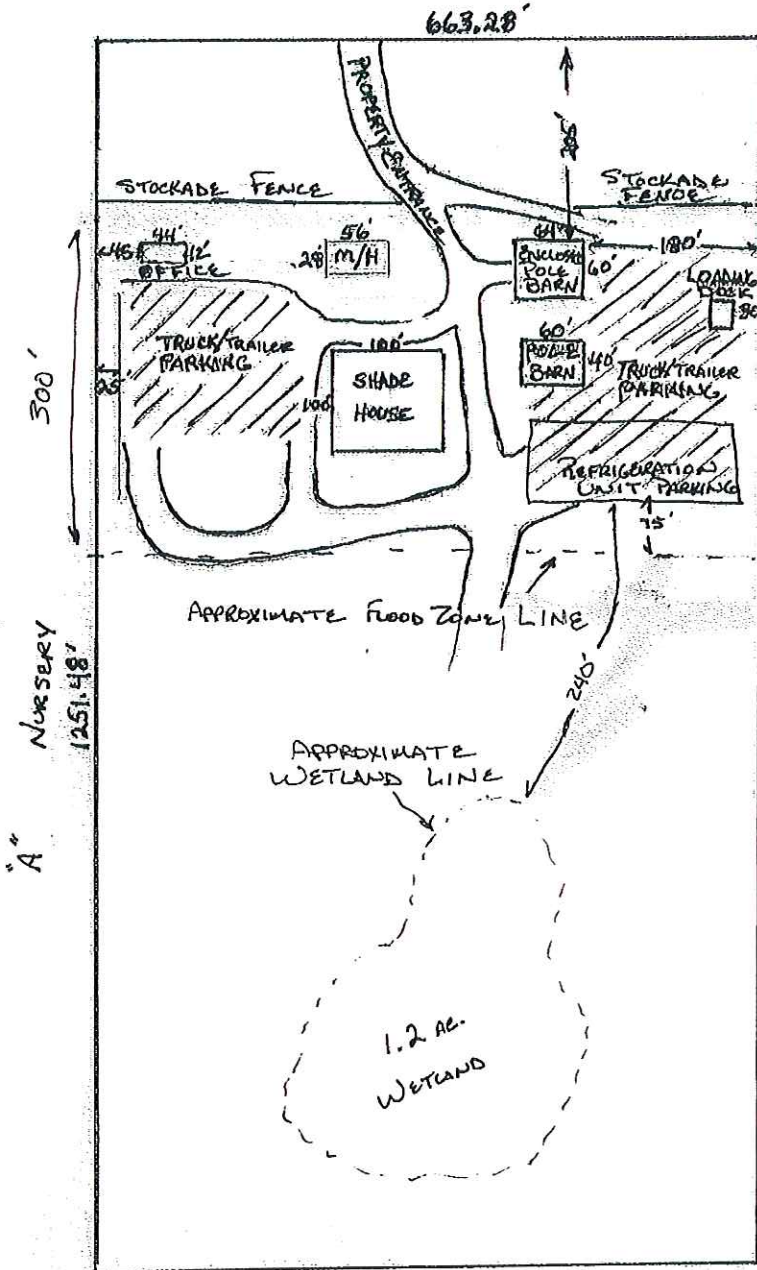 663.28'
PROPERTY ENTRANCE
205'
STOCKADE FENCE
STOCKADE
FENCE
44'
45'
12'
OFFICE
56'
28'
M/H
ENCLOSED
POLE
BARN
60'
180'
LOADING
DOCK
TRUCK/TRAILER
PARKING
25'
100'
100'
SHADE
HOUSE
60'
POLE
BARN
40'
TRUCK/TRAILER
PARKING
REFRIGERATION
UNIT PARKING
75'
300'
APPROXIMATE FLOOD ZONE LINE
240'
NURSERY
1251.48'
"A"
APPROXIMATE
WETLAND LINE
1.2 AC.
WETLAND